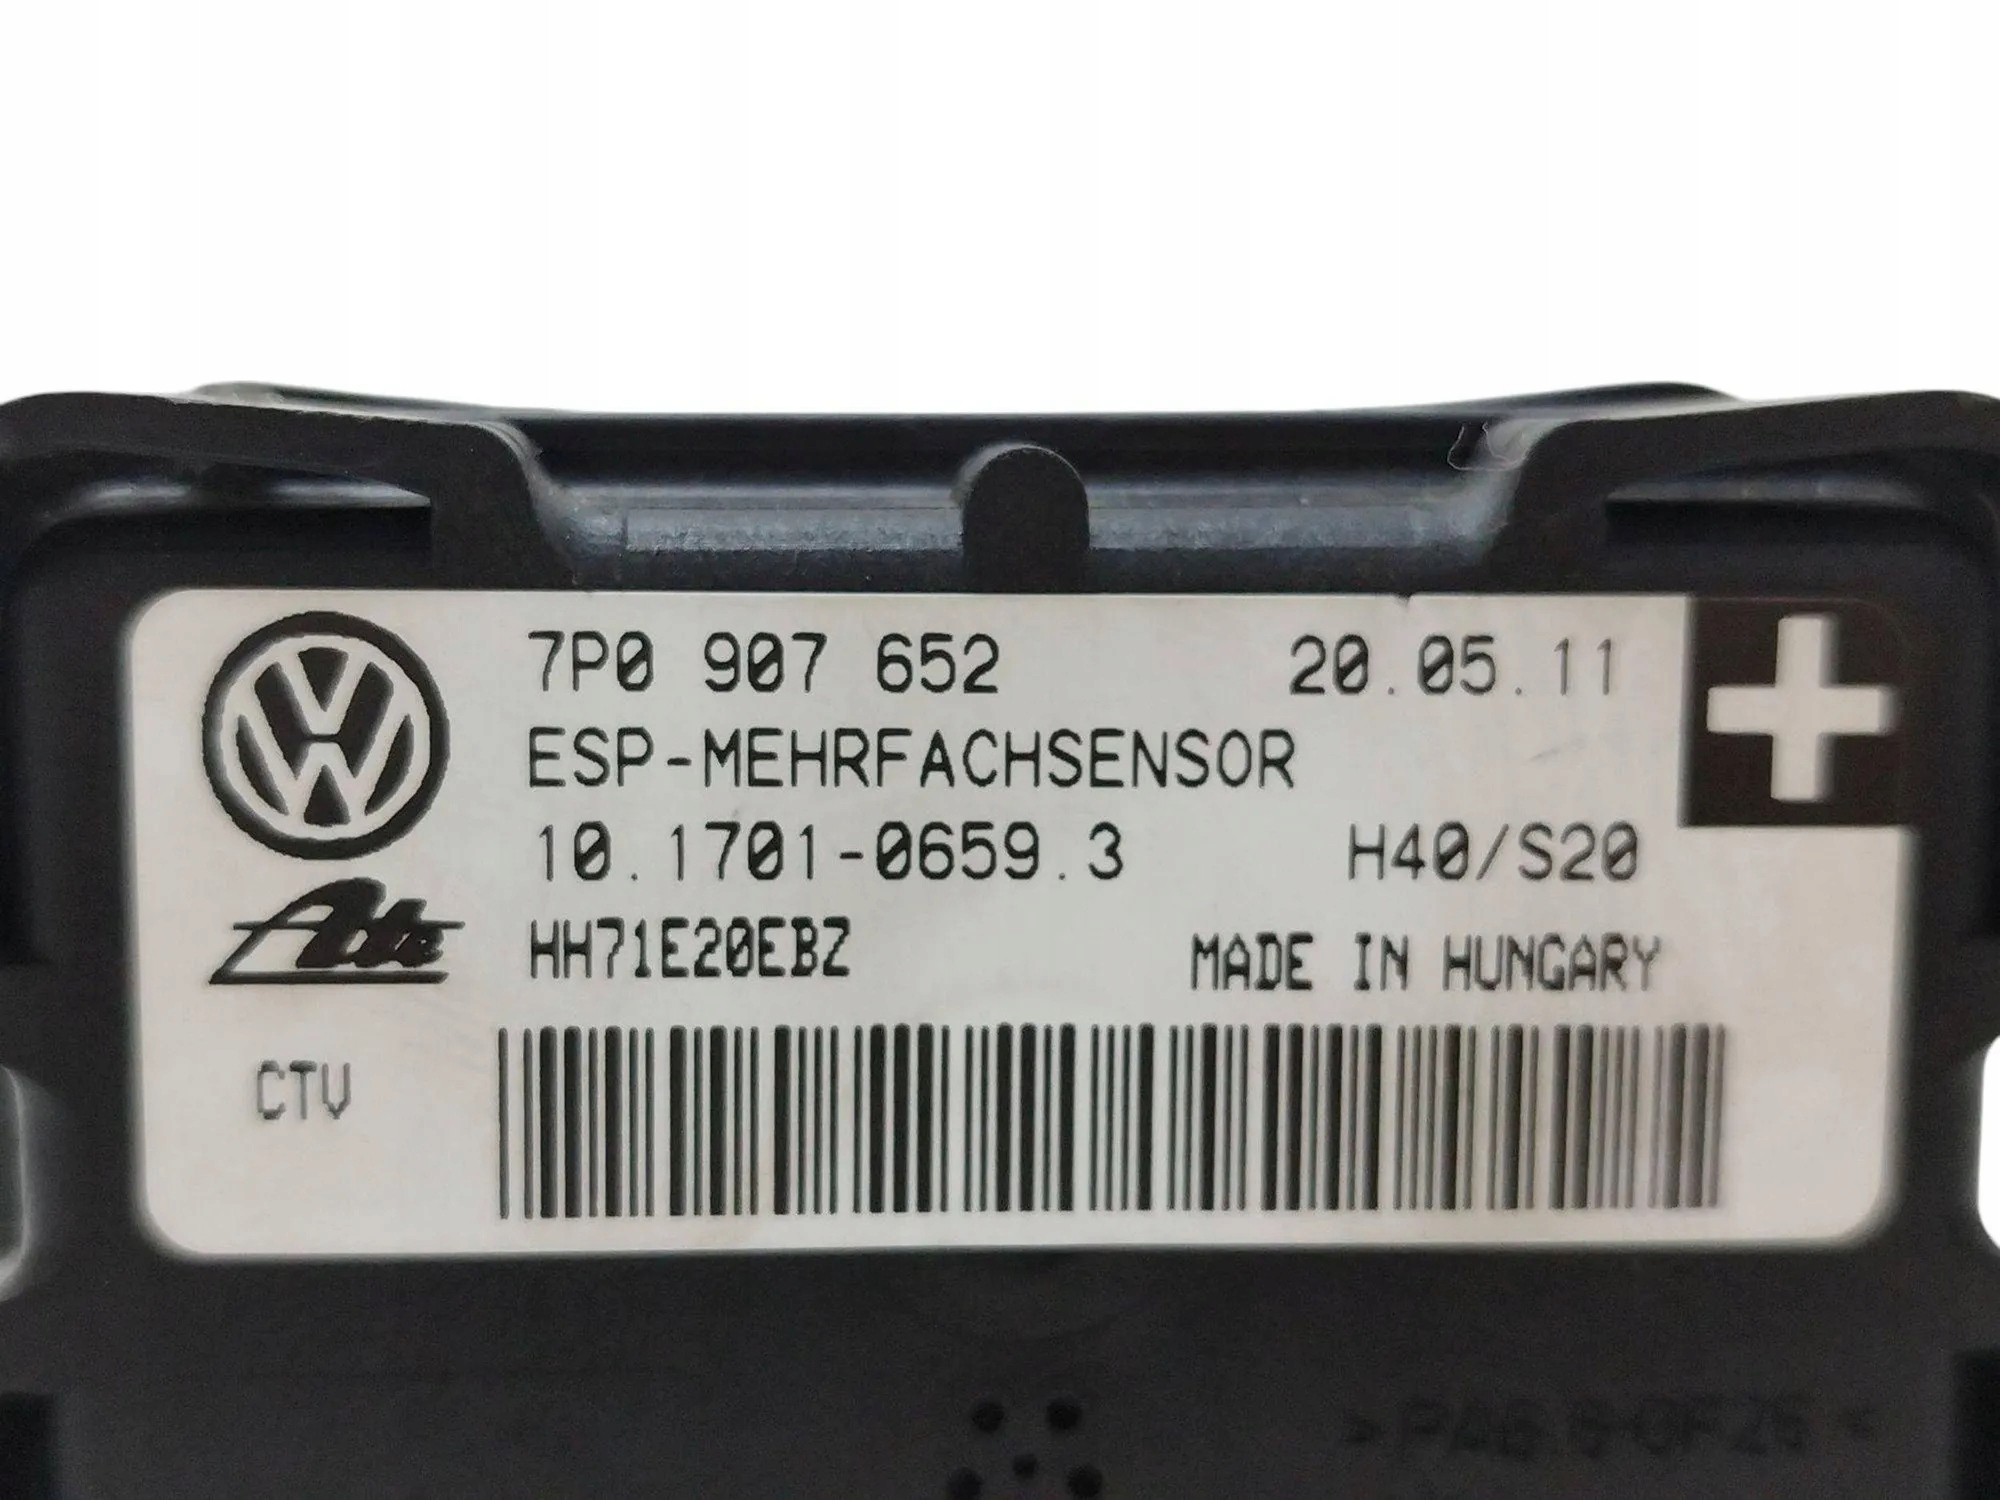 7P0 907 652 20.05.11
ESP-MEHRFACHSENSOR
10.1701-0659.3 H40/S20
Ate HH71E20EBZ MADE IN HUNGARY
CTV